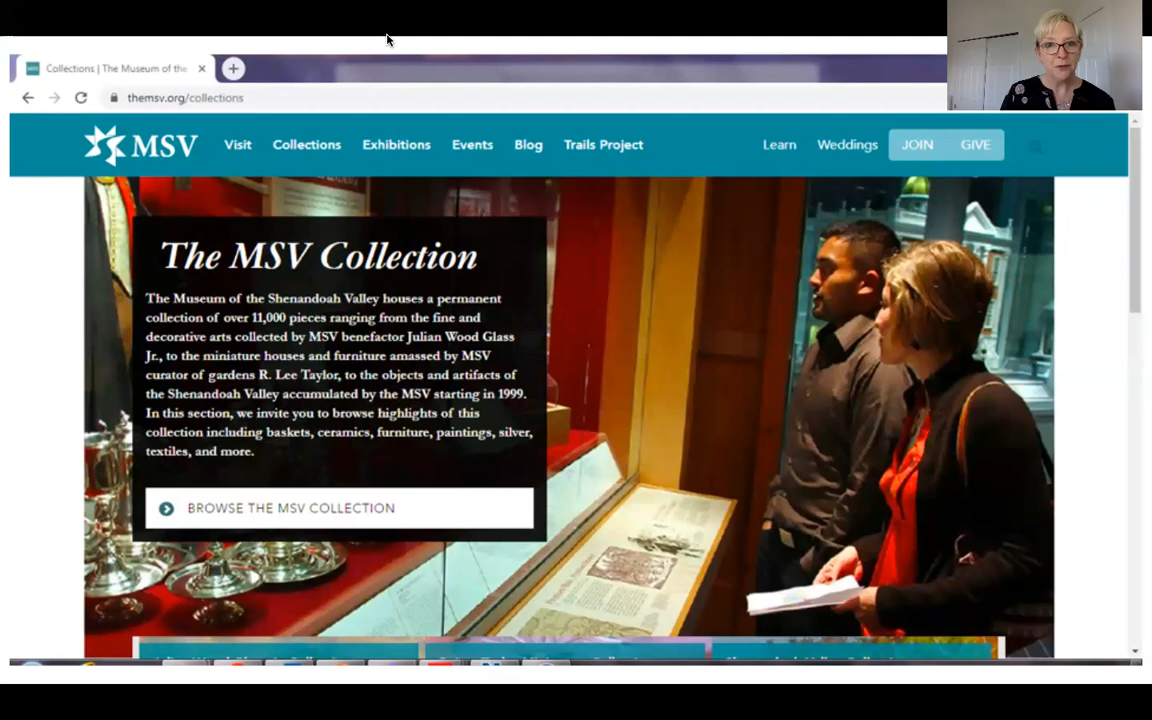 Collections | The Museum of the
themsv.org/collections
MSV Visit Collections Exhibitions Events Blog Trails Project Learn Weddings JOIN GIVE
The MSV Collection
The Museum of the Shenandoah Valley houses a permanent
collection of over 11,000 pieces ranging from the fine and
decorative arts collected by MSV benefactor Julian Wood Glass
Jr., to the miniature houses and furniture amassed by MSV
curator of gardens R. Lee Taylor, to the objects and artifacts of
the Shenandoah Valley accumulated by the MSV starting in 1999.
In this section, we invite you to browse highlights of this
collection including baskets, ceramics, furniture, paintings, silver,
textiles, and more.
BROWSE THE MSV COLLECTION